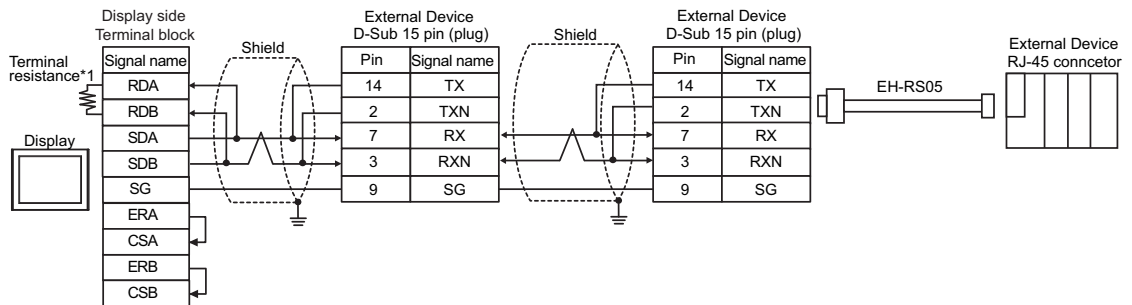 Display side
Terminal block
External Device
D-Sub 15 pin (plug)
External Device
D-Sub 15 pin (plug)
External Device
RJ-45 conncetor
Terminal
resistance*1
Shield
Shield
Signal name
Pin Signal name
Pin Signal name
RDA 14 TX 14 TX
EH-RS05
RDB 2 TXN 2 TXN
Display
SDA 7 RX 7 RX
SDB 3 RXN 3 RXN
SG 9 SG 9 SG
ERA
CSA
ERB
CSB